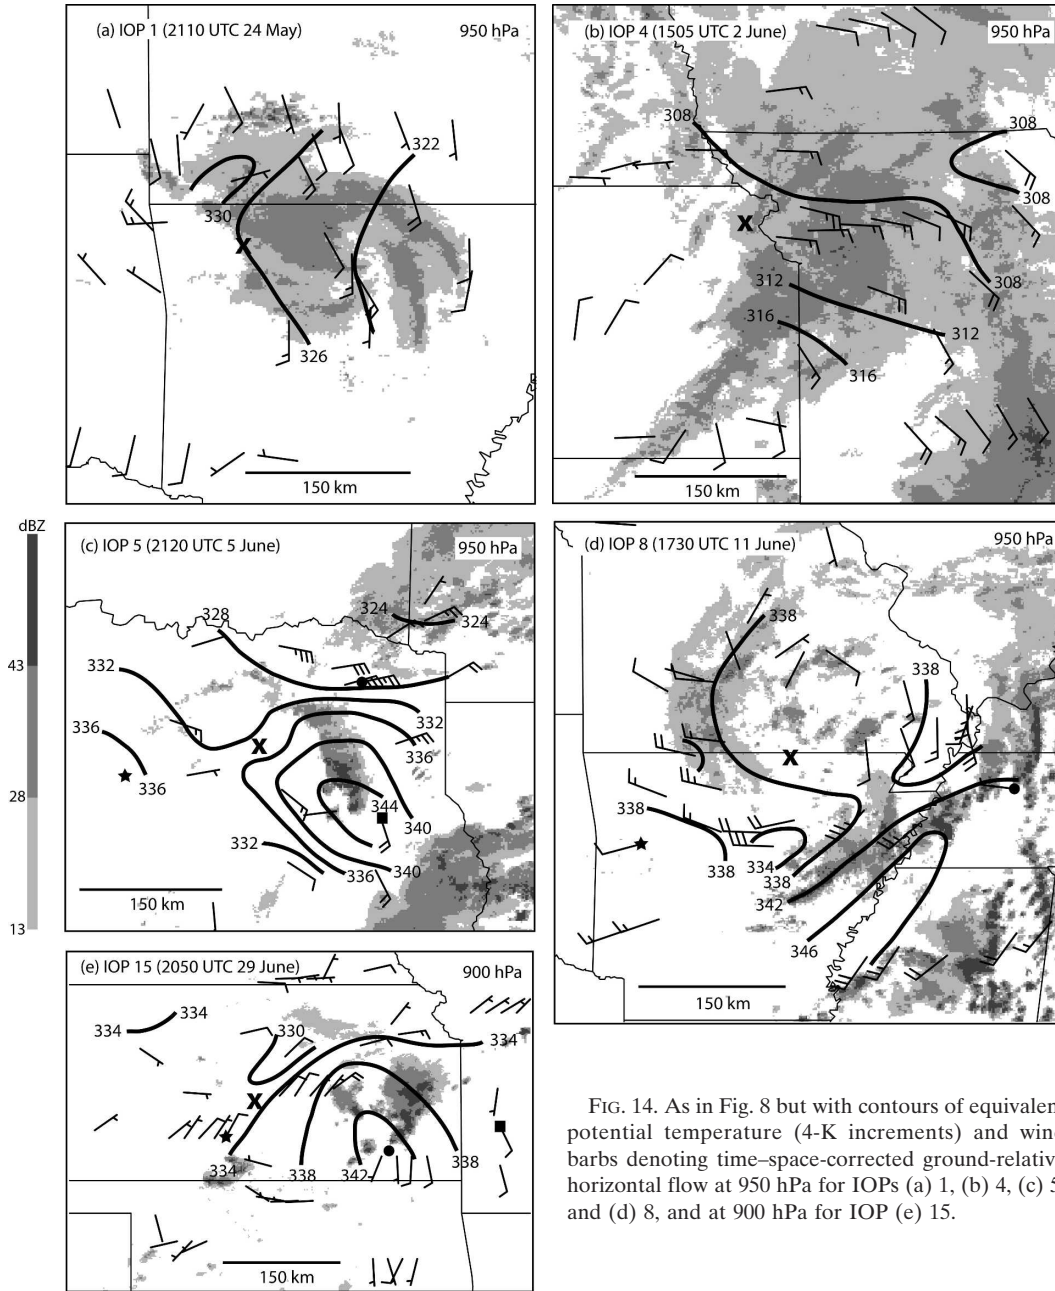 (a) IOP 1 (2110 UTC 24 May)
950 hPa
322
330
X
326
150 km
(b) IOP 4 (1505 UTC 2 June)
950 hPa
308
308
308
X
308
312
316
312
316
150 km
dBZ
43
28
13
(c) IOP 5 (2120 UTC 5 June)
950 hPa
328
324
324
332
336
332
X
336
336
344
340
332
336
340
150 km
(d) IOP 8 (1730 UTC 11 June)
950 hPa
338
338
X
338
338
334
338
342
346
150 km
(e) IOP 15 (2050 UTC 29 June)
900 hPa
334
334
330
334
X
334
338
342
338
150 km
FIG. 14. As in Fig. 8 but with contours of equivalen
potential temperature (4-K increments) and win
barbs denoting time–space-corrected ground-relativ
horizontal flow at 950 hPa for IOPs (a) 1, (b) 4, (c) 5
and (d) 8, and at 900 hPa for IOP (e) 15.